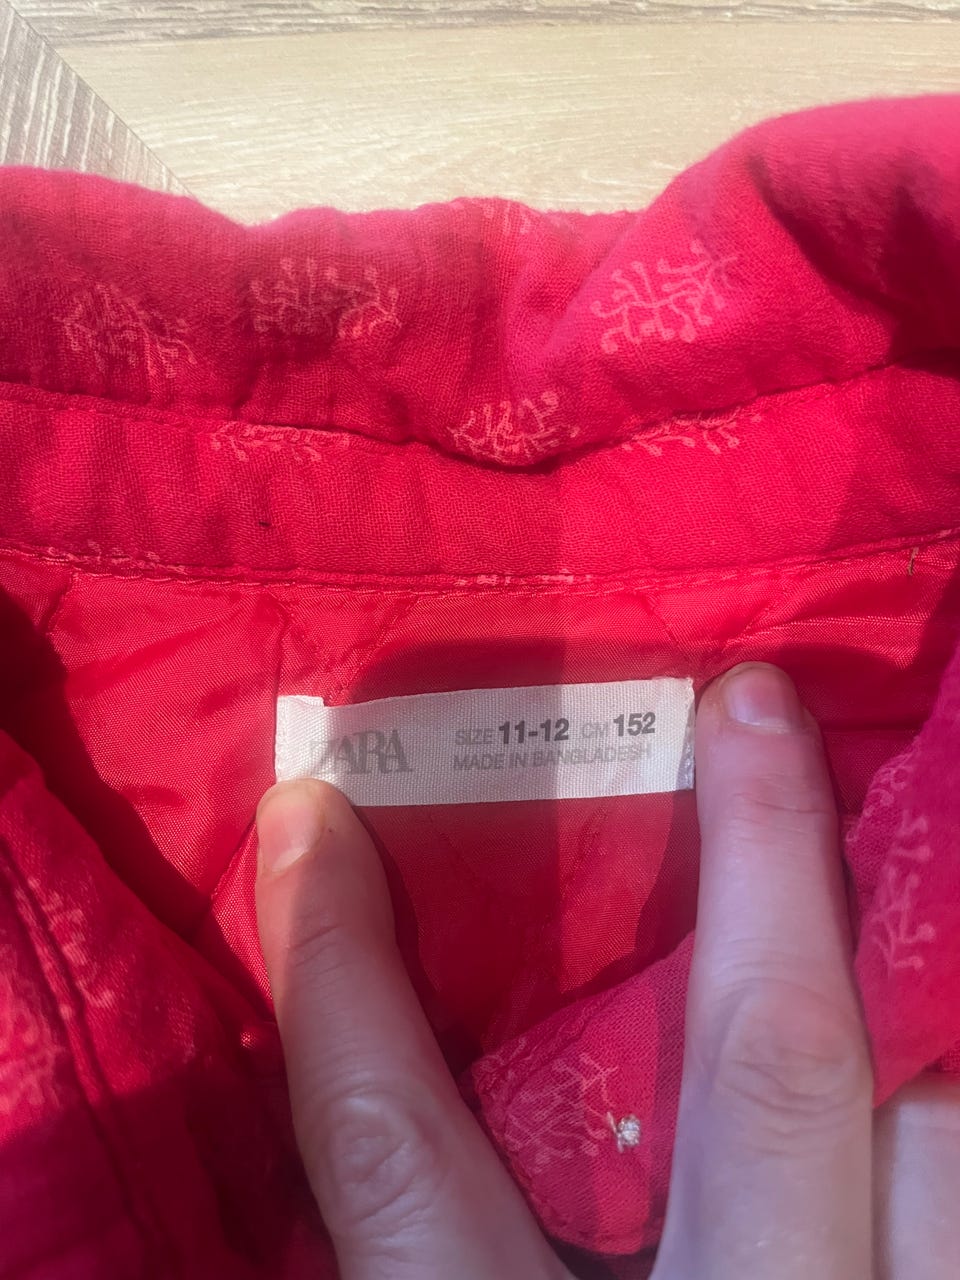 ZARA
SIZE 11-12 CM 152
MADE IN BANGLADESH